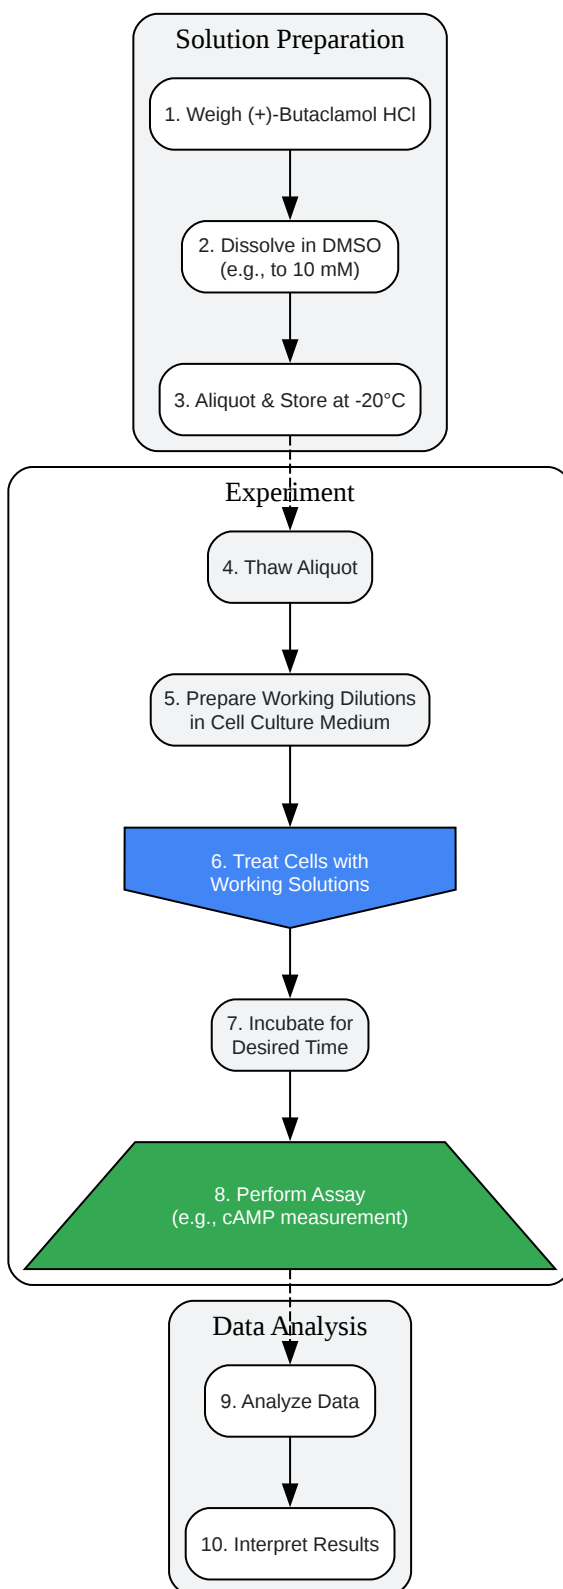 Solution Preparation
1. Weigh (+)-Butaclamol HCl
2. Dissolve in DMSO
(e.g., to 10 mM)
3. Aliquot & Store at -20°C
Experiment
4. Thaw Aliquot
5. Prepare Working Dilutions
in Cell Culture Medium
6. Treat Cells with
Working Solutions
7. Incubate for
Desired Time
8. Perform Assay
(e.g., cAMP measurement)
Data Analysis
9. Analyze Data
10. Interpret Results